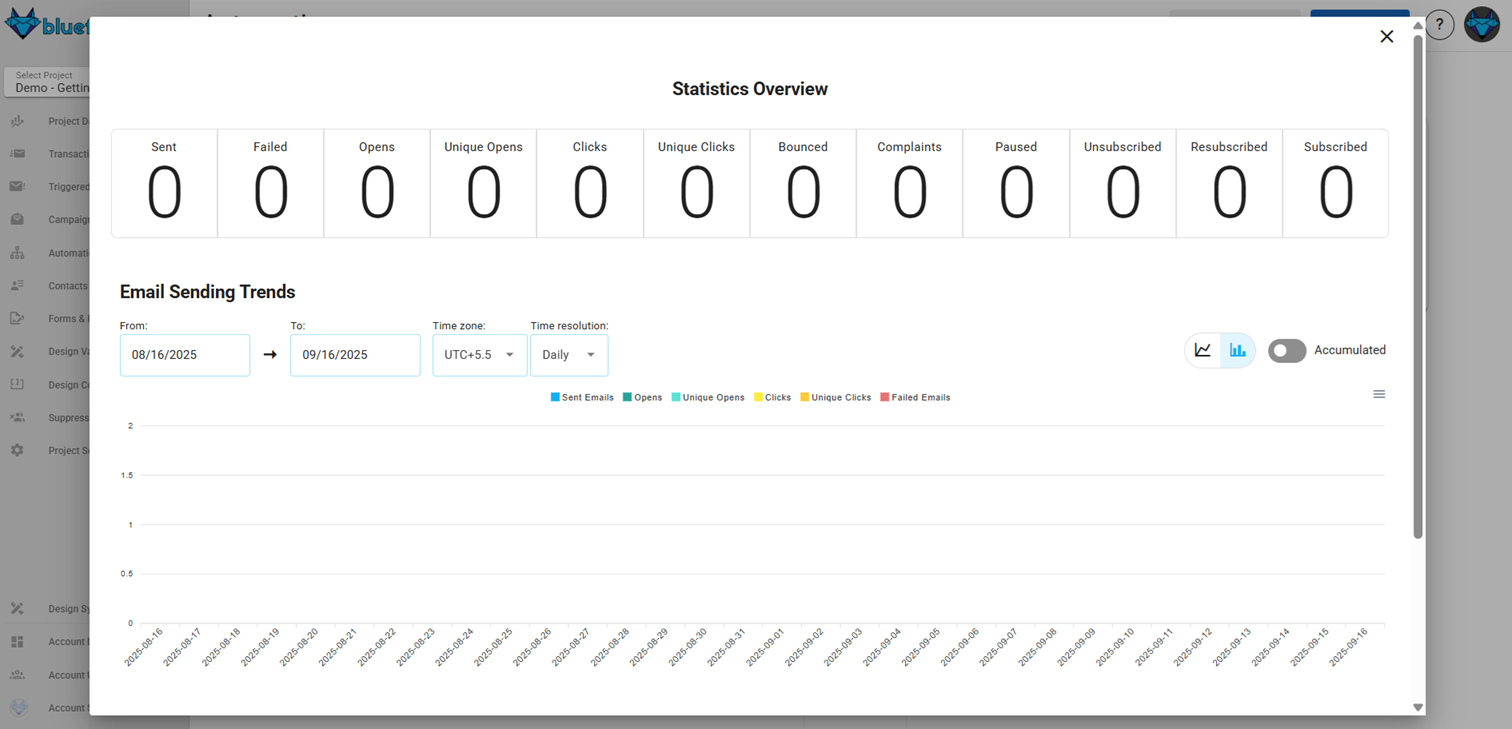 bluef
?
Select Project
Demo - Gettin
Project D
Transacti
Triggered
Campaig
Automati
Contacts
Forms &
Design Va
Design Co
Suppress
Project Se
Design Sy
Account
Account
Account
Statistics Overview
Sent Failed Opens Unique Opens Clicks Unique Clicks Bounced Complaints Paused Unsubscribed Resubscribed Subscribed
0 0 0 0 0 0 0 0 0 0 0 0
Email Sending Trends
From: To: Time zone: Time resolution:
08/16/2025 → 09/16/2025 UTC+5.5 Daily Accumulated
Sent Emails Opens Unique Opens Clicks Unique Clicks Failed Emails
2
1.5
1
0.5
0
2025-08-16 2025-08-17 2025-08-18 2025-08-19 2025-08-20 2025-08-21 2025-08-22 2025-08-23 2025-08-24 2025-08-25 2025-08-26 2025-08-27 2025-08-28 2025-08-29 2025-08-30 2025-08-31 2025-09-01 2025-09-02 2025-09-03 2025-09-04 2025-09-05 2025-09-06 2025-09-07 2025-09-08 2025-09-09 2025-09-10 2025-09-11 2025-09-12 2025-09-13 2025-09-14 2025-09-15 2025-09-16